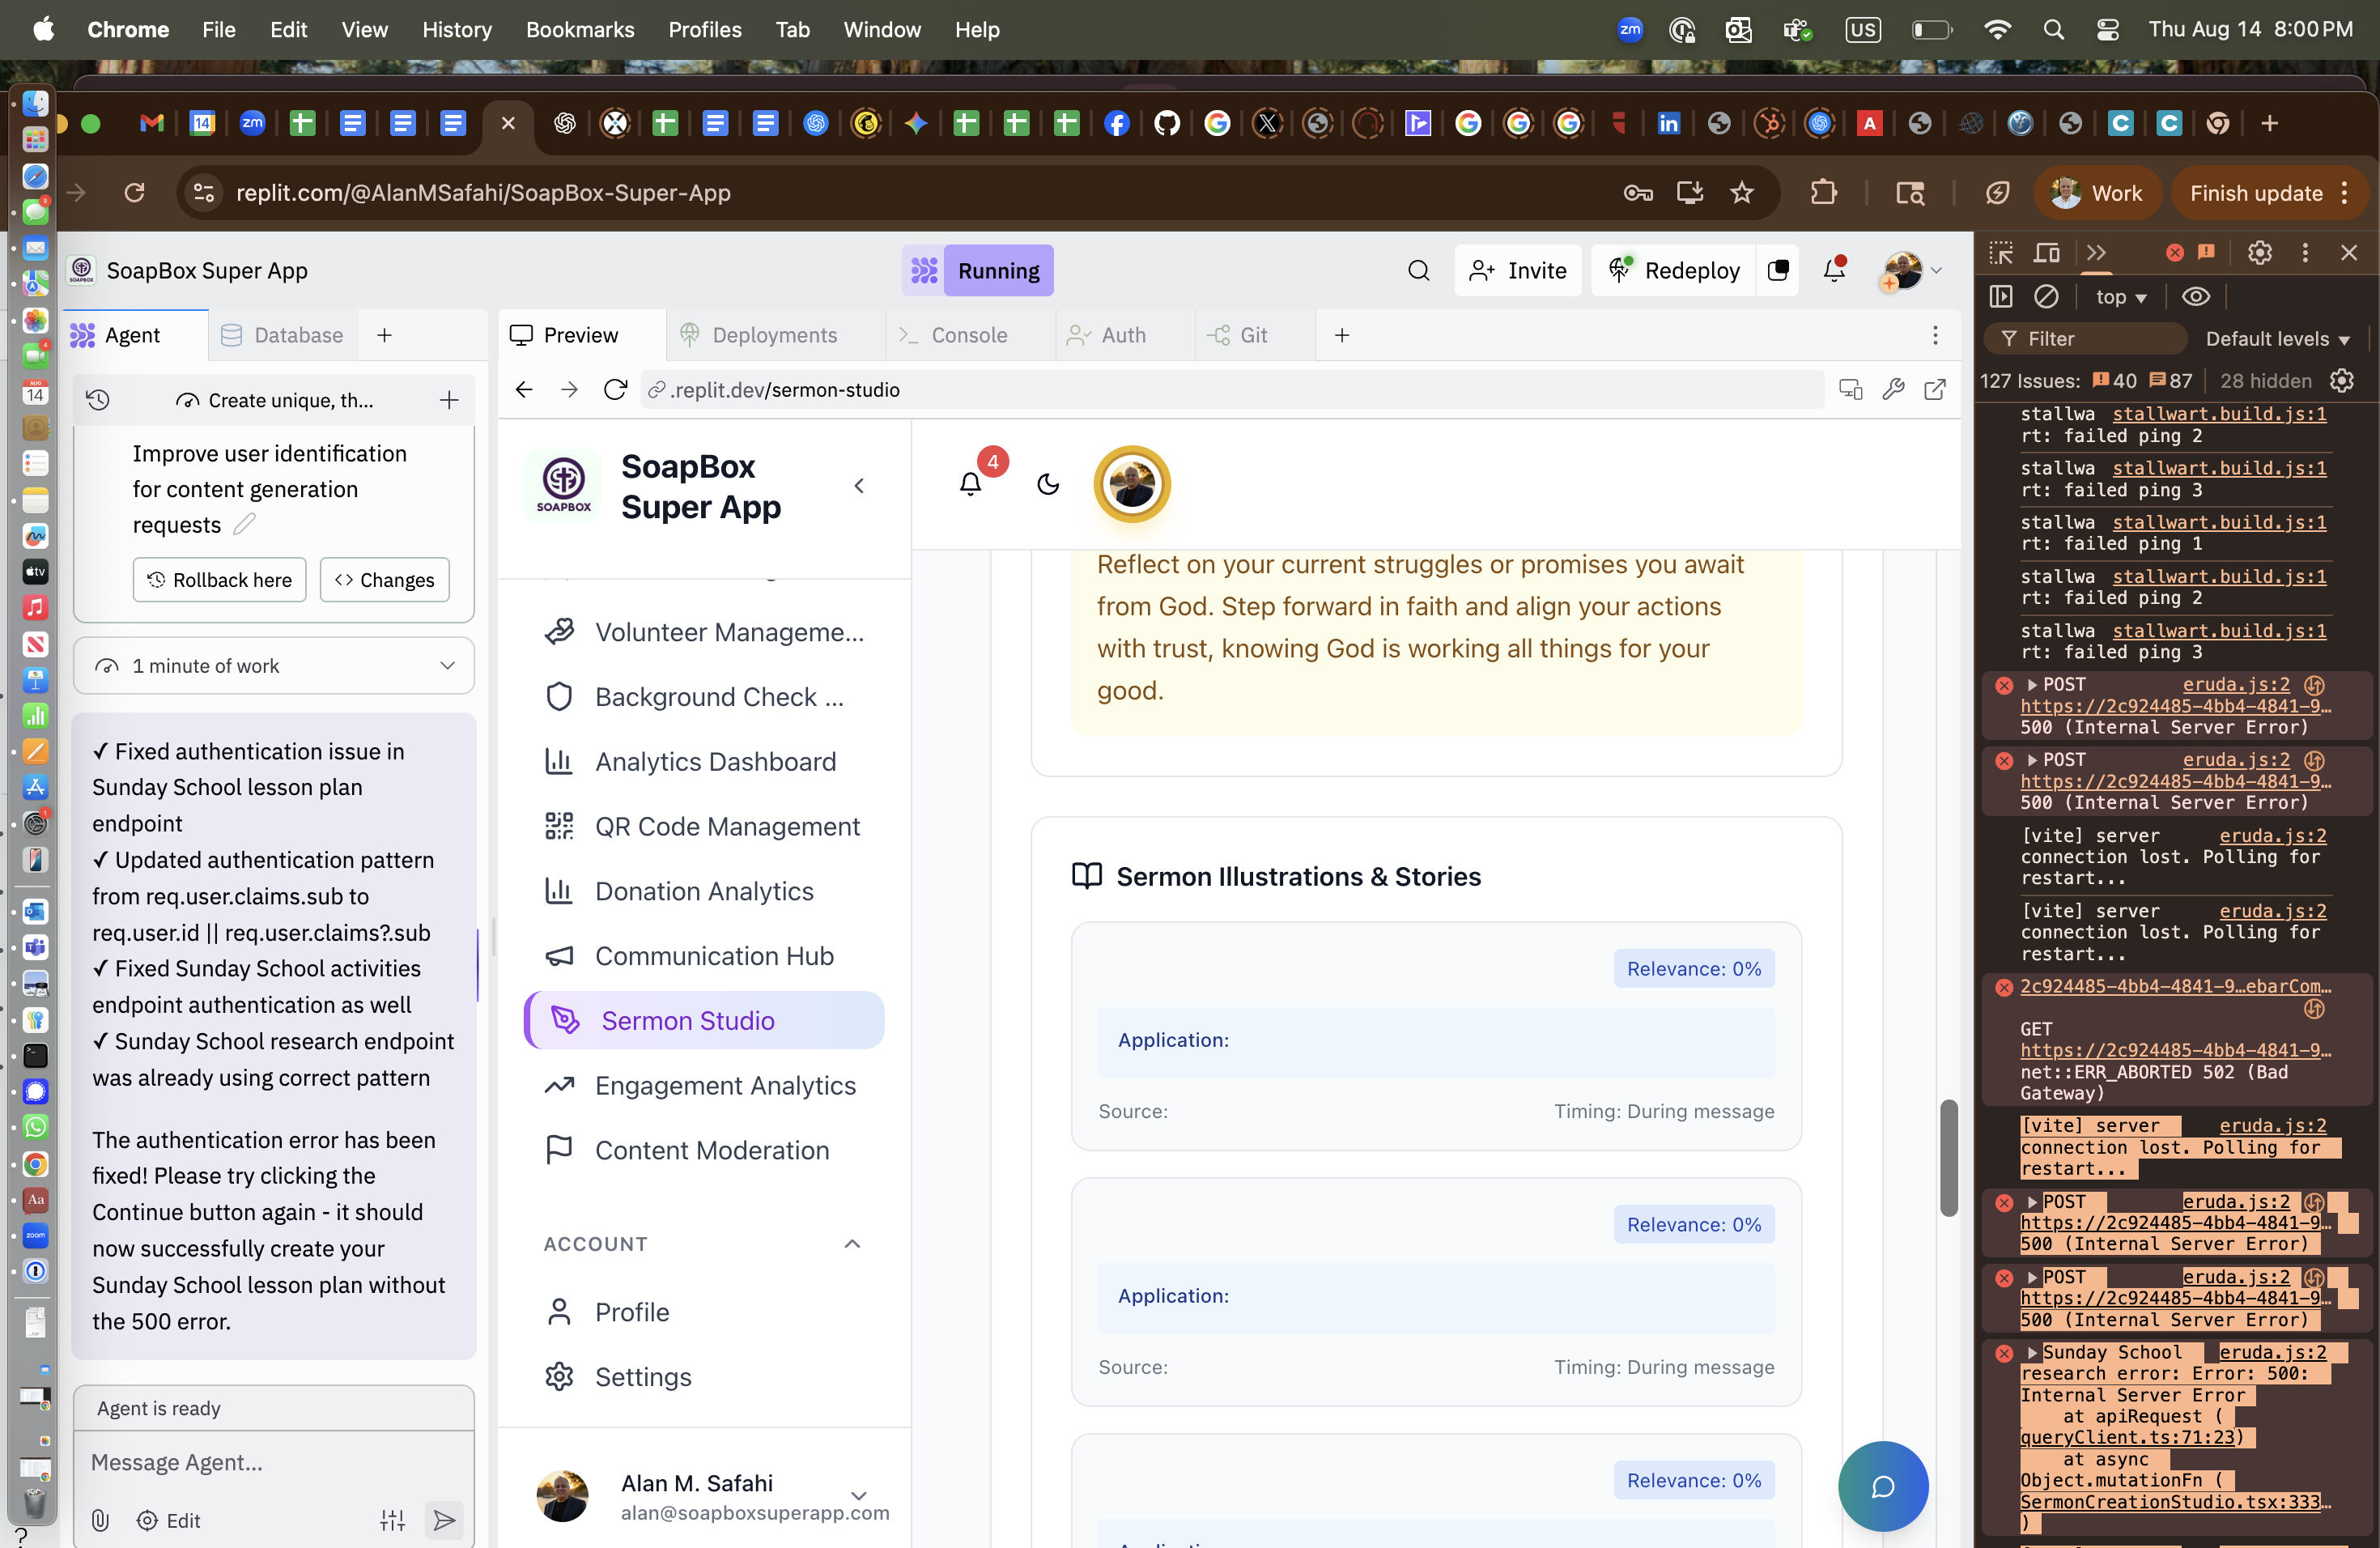 Chrome File Edit View History Bookmarks Profiles Tab Window Help
zm US Thu Aug 14 8:00 PM
14 zm A C C
replit.com/@AlanMSafahi/SoapBox-Super-App
Work Finish update
SOAPBOX SoapBox Super App
Running
Invite Redeploy
Agent Database
Preview Deployments Console Auth Git
Create unique, th...
.replit.dev/sermon-studio
Improve user identification
for content generation
requests
Rollback here Changes
1 minute of work
✓ Fixed authentication issue in
Sunday School lesson plan
endpoint
✓ Updated authentication pattern
from req.user.claims.sub to
req.user.id || req.user.claims?.sub
✓ Fixed Sunday School activities
endpoint authentication as well
✓ Sunday School research endpoint
was already using correct pattern
The authentication error has been
fixed! Please try clicking the
Continue button again - it should
now successfully create your
Sunday School lesson plan without
the 500 error.
Agent is ready
Message Agent...
Edit
SOAPBOX
SoapBox
Super App
Volunteer Manageme...
Background Check ...
Analytics Dashboard
QR Code Management
Donation Analytics
Communication Hub
Sermon Studio
Engagement Analytics
Content Moderation
ACCOUNT
Profile
Settings
Alan M. Safahi
alan@soapboxsuperapp.com
4
Reflect on your current struggles or promises you await
from God. Step forward in faith and align your actions
with trust, knowing God is working all things for your
good.
Sermon Illustrations & Stories
Relevance: 0%
Application:
Source: Timing: During message
Relevance: 0%
Application:
Source: Timing: During message
Relevance: 0%
top
Filter Default levels
127 Issues: 40 87 28 hidden
stallwa stallwart.build.js:1
rt: failed ping 2
stallwa stallwart.build.js:1
rt: failed ping 3
stallwa stallwart.build.js:1
rt: failed ping 1
stallwa stallwart.build.js:1
rt: failed ping 2
stallwa stallwart.build.js:1
rt: failed ping 3
POST eruda.js:2
https://2c924485-4bb4-4841-9…
500 (Internal Server Error)
POST eruda.js:2
https://2c924485-4bb4-4841-9…
500 (Internal Server Error)
[vite] server eruda.js:2
connection lost. Polling for
restart...
[vite] server eruda.js:2
connection lost. Polling for
restart...
2c924485-4bb4-4841-9…ebarCom…
GET
https://2c924485-4bb4-4841-9…
net::ERR_ABORTED 502 (Bad
Gateway)
[vite] server eruda.js:2
connection lost. Polling for
restart...
POST eruda.js:2
https://2c924485-4bb4-4841-9…
500 (Internal Server Error)
POST eruda.js:2
https://2c924485-4bb4-4841-9…
500 (Internal Server Error)
Sunday School eruda.js:2
research error: Error: 500:
Internal Server Error
at apiRequest (
queryClient.ts:71:23)
at async
Object.mutationFn (
SermonCreationStudio.tsx:333…
)